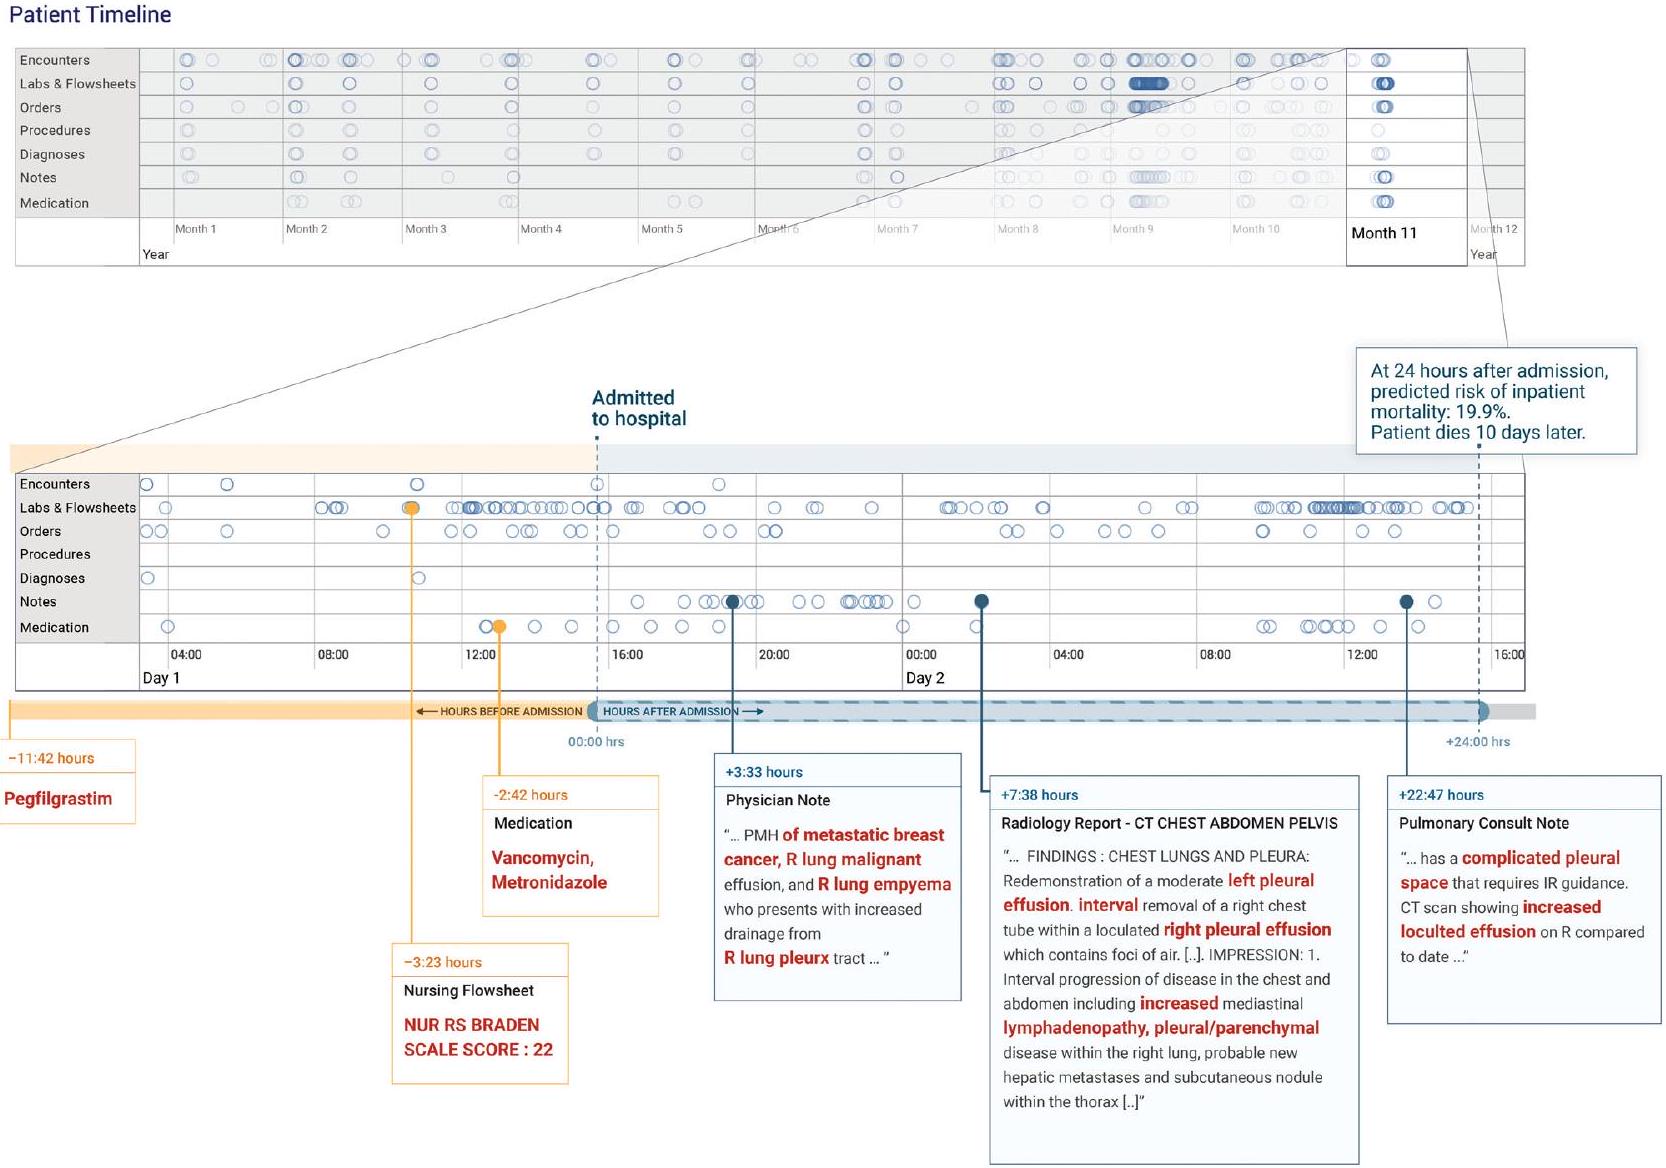 Patient Timeline
Encounters
Labs & Flowsheets
Orders
Procedures
Diagnoses
Notes
Medication
Month 1
Month 2
Month 3
Month 4
Month 5
Month 6
Month 7
Month 8
Month 9
Month 10
Month 11
Month 12
Year
Year
At 24 hours after admission,
predicted risk of inpatient
mortality: 19.9%.
Patient dies 10 days later.
Admitted
to hospital
Encounters
Labs & Flowsheets
Orders
Procedures
Diagnoses
Notes
Medication
04:00
08:00
12:00
16:00
20:00
00:00
04:00
08:00
12:00
16:00
Day 1
Day 2
← HOURS BEFORE ADMISSION
HOURS AFTER ADMISSION →
00:00 hrs
+24:00 hrs
−11:42 hours
Pegfilgrastim
-2:42 hours
Medication
Vancomycin,
Metronidazole
−3:23 hours
Nursing Flowsheet
NUR RS BRADEN
SCALE SCORE : 22
+3:33 hours
Physician Note
“... PMH of metastatic breast
cancer, R lung malignant
effusion, and R lung empyema
who presents with increased
drainage from
R lung pleurx tract ... ”
+7:38 hours
Radiology Report - CT CHEST ABDOMEN PELVIS
“... FINDINGS : CHEST LUNGS AND PLEURA:
Redemonstration of a moderate left pleural
effusion. interval removal of a right chest
tube within a loculated right pleural effusion
which contains foci of air. [..]. IMPRESSION: 1.
Interval progression of disease in the chest and
abdomen including increased mediastinal
lymphadenopathy, pleural/parenchymal
disease within the right lung, probable new
hepatic metastases and subcutaneous nodule
within the thorax [..]”
+22:47 hours
Pulmonary Consult Note
“... has a complicated pleural
space that requires IR guidance.
CT scan showing increased
loculted effusion on R compared
to date ...”